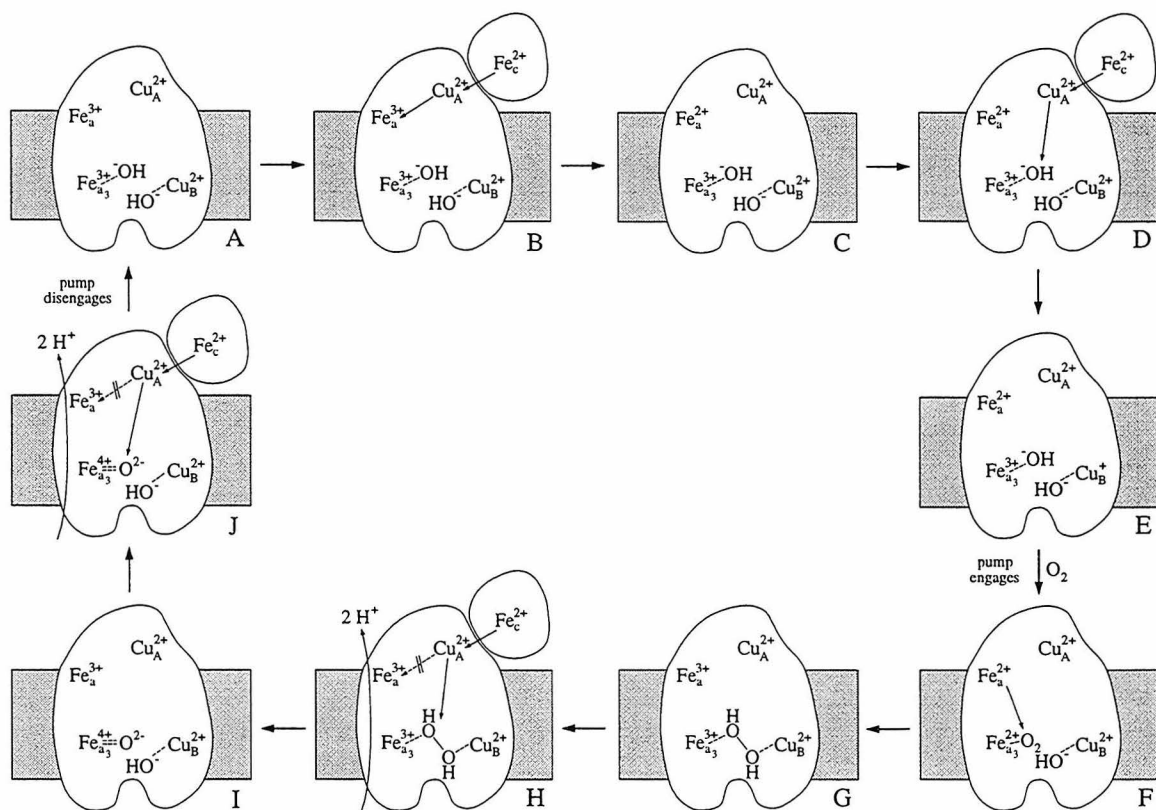 Cu_A^2+
Fe_a^3+
Fe_a3^3+ ⁻OH
HO⁻ Cu_B^2+
A
Fe_c^2+
Cu_A^2+
Fe_a^3+
Fe_a3^3+ ⁻OH
HO⁻ Cu_B^2+
B
Cu_A^2+
Fe_a^2+
Fe_a3^3+ ⁻OH
HO⁻ Cu_B^2+
C
Fe_c^2+
Cu_A^2+
Fe_a^2+
Fe_a3^3+ ⁻OH
HO⁻ Cu_B^2+
D
Cu_A^2+
Fe_a^2+
Fe_a3^3+ ⁻OH
HO⁻ Cu_B^+
E
pump
engages
O₂
Cu_A^2+
Fe_a^2+
Fe_a3^2+ O₂
HO⁻ Cu_B^2+
F
Cu_A^2+
Fe_a^3+
H
Fe_a3^3+ O
O Cu_B^2+
H
G
2 H⁺
Fe_c^2+
Cu_A^2+
Fe_a^3+
H
Fe_a3^3+ O
O Cu_B^2+
H
H
Cu_A^2+
Fe_a^3+
Fe_a3^4+ O²⁻
HO⁻ Cu_B^2+
I
2 H⁺
Fe_c^2+
Cu_A^2+
Fe_a^3+
Fe_a3^4+ O²⁻
HO⁻ Cu_B^2+
J
pump
disengages